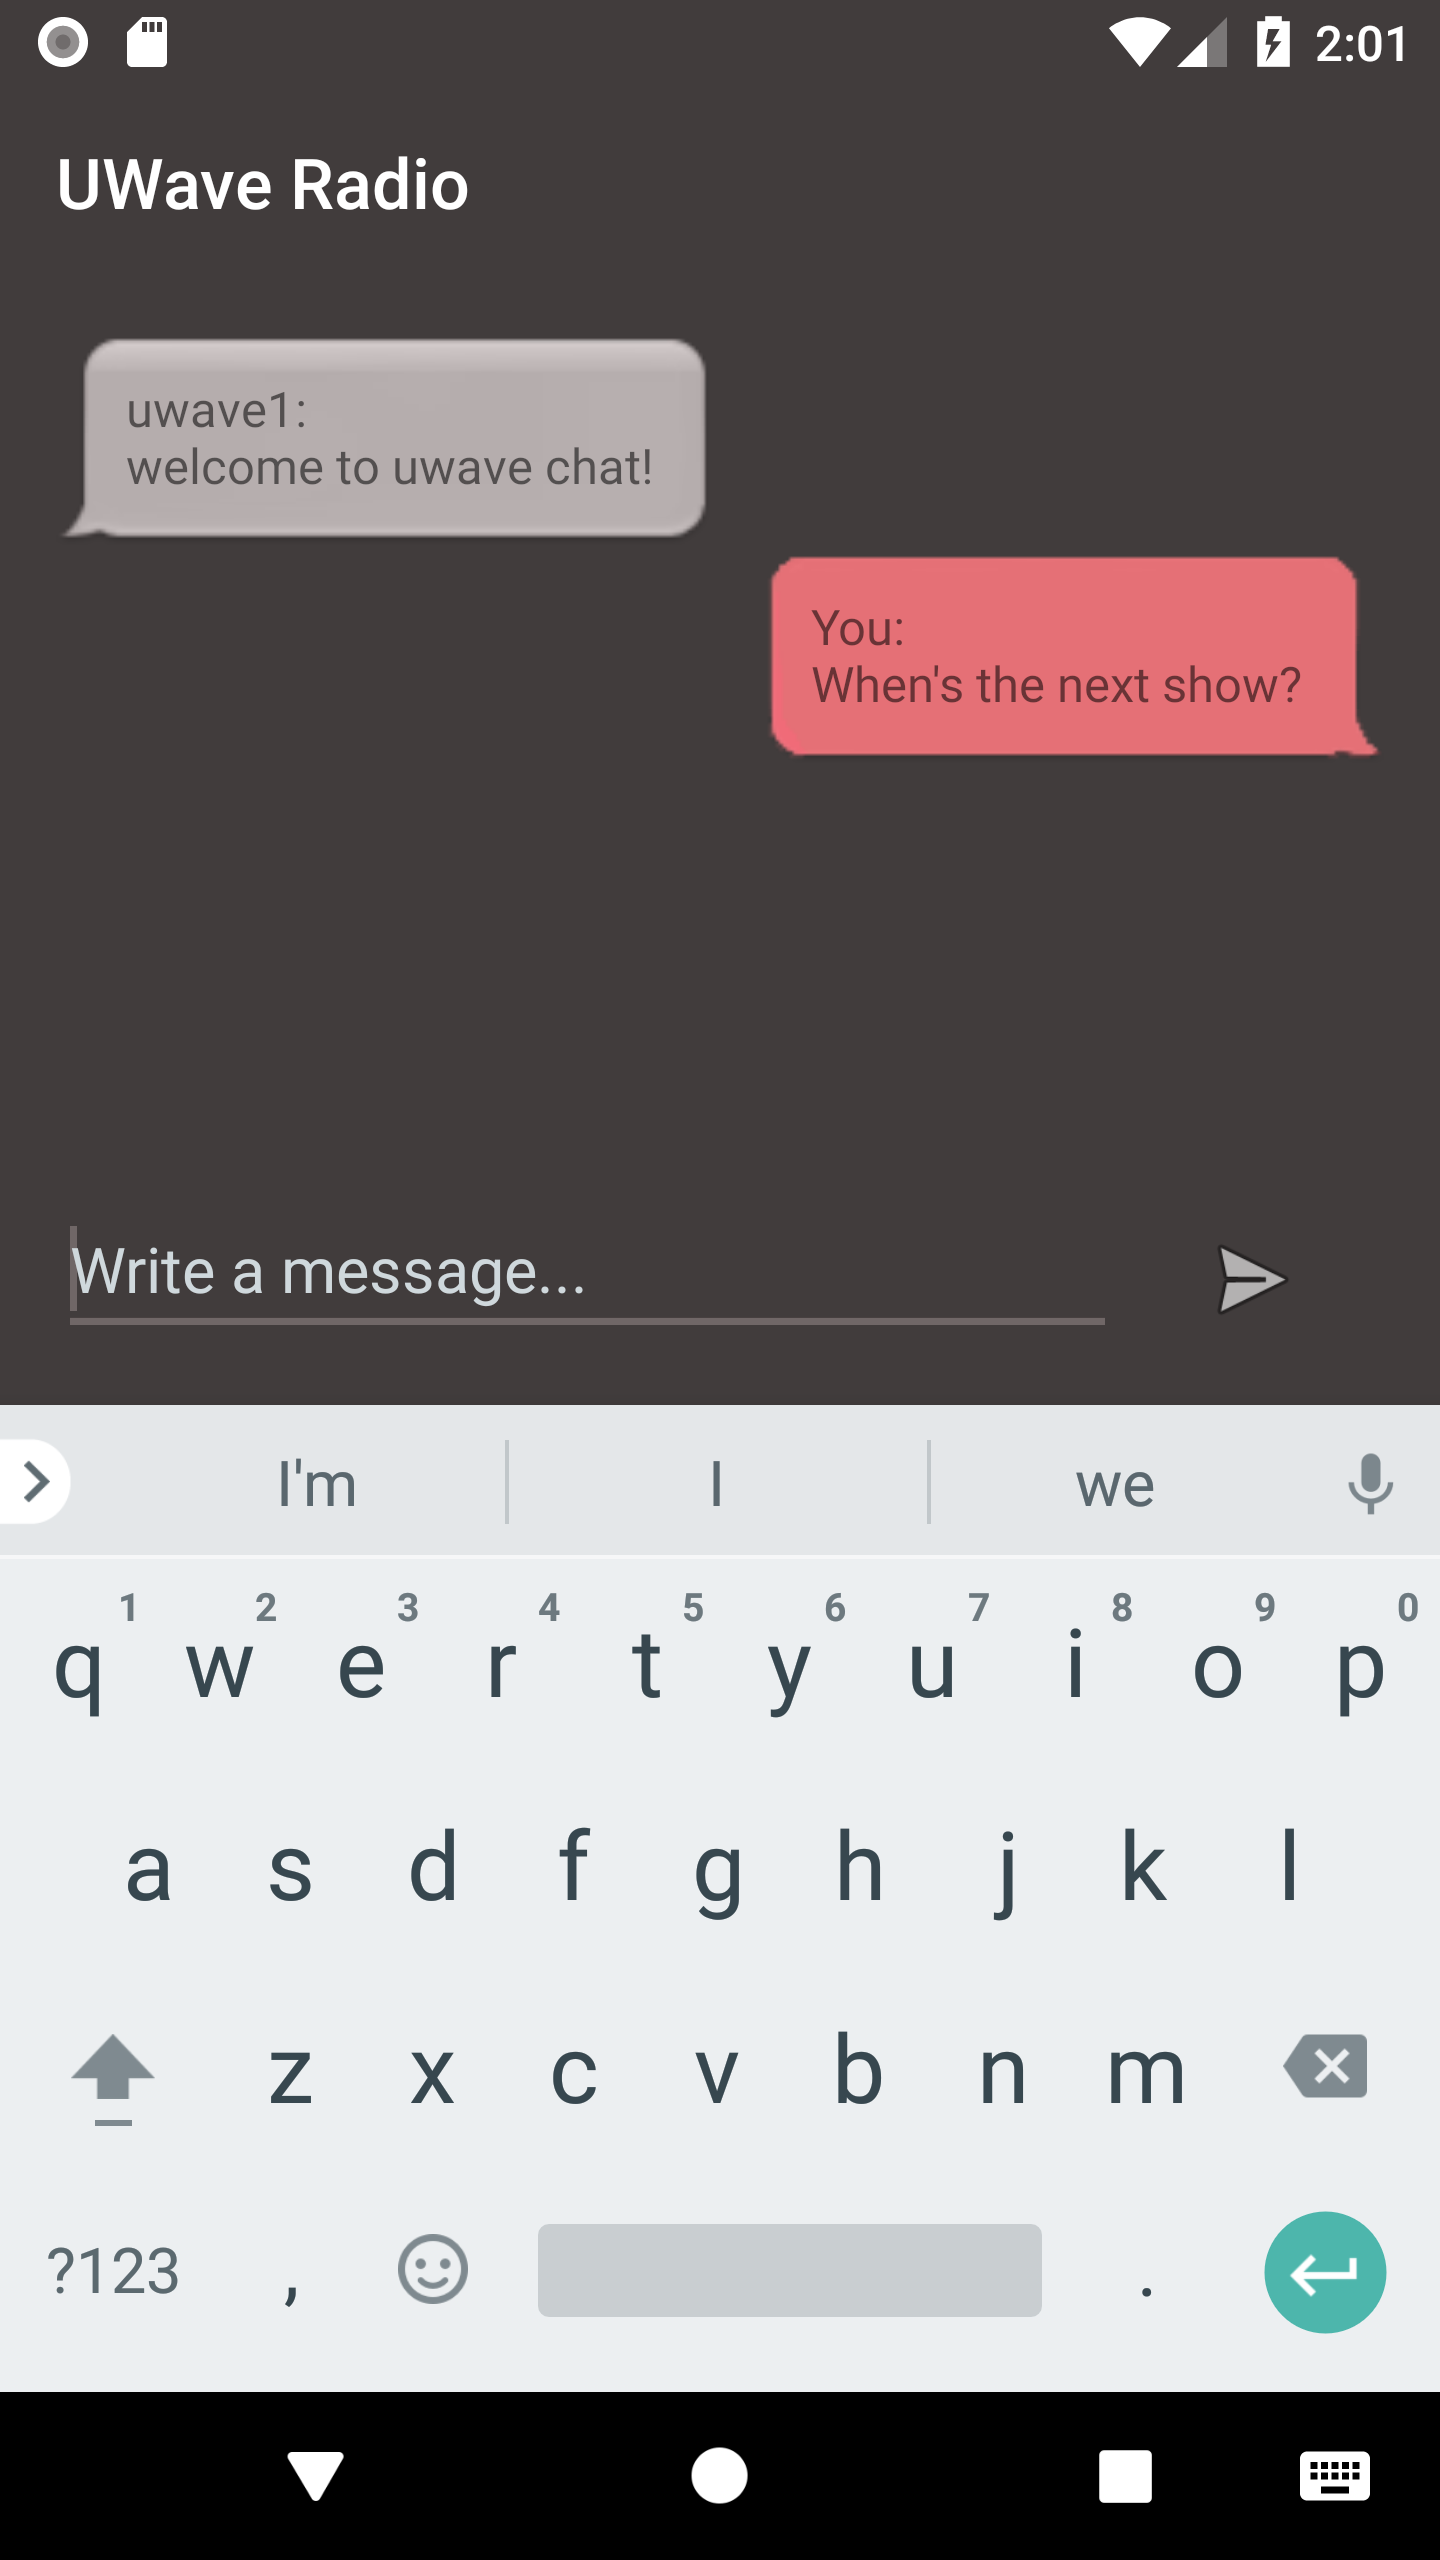 2:01
UWave Radio
uwave1:
welcome to uwave chat!
You:
When's the next show?
Write a message...
I'm I we
1 2 3 4 5 6 7 8 9 0
q w e r t y u i o p
a s d f g h j k l
z x c v b n m
?123 , .